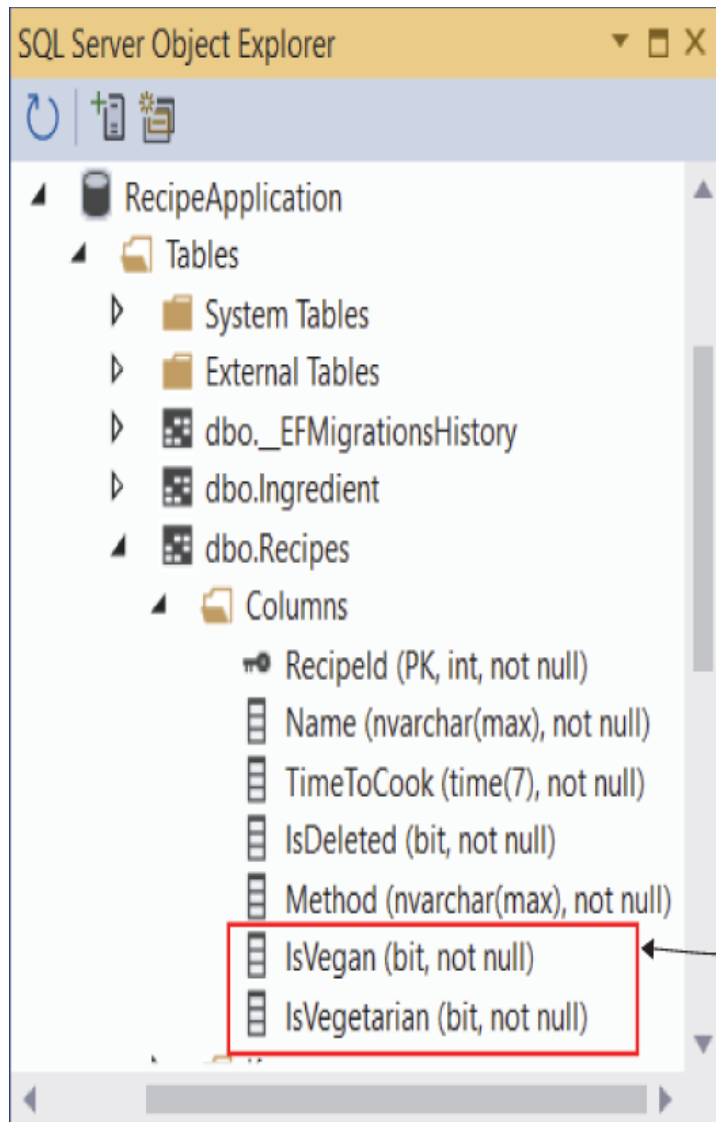 SQL Server Object Explorer
RecipeApplication
Tables
System Tables
External Tables
dbo.__EFMigrationsHistory
dbo.Ingredient
dbo.Recipes
Columns
RecipeId (PK, int, not null)
Name (nvarchar(max), not null)
TimeToCook (time(7), not null)
IsDeleted (bit, not null)
Method (nvarchar(max), not null)
IsVegan (bit, not null)
IsVegetarian (bit, not null)